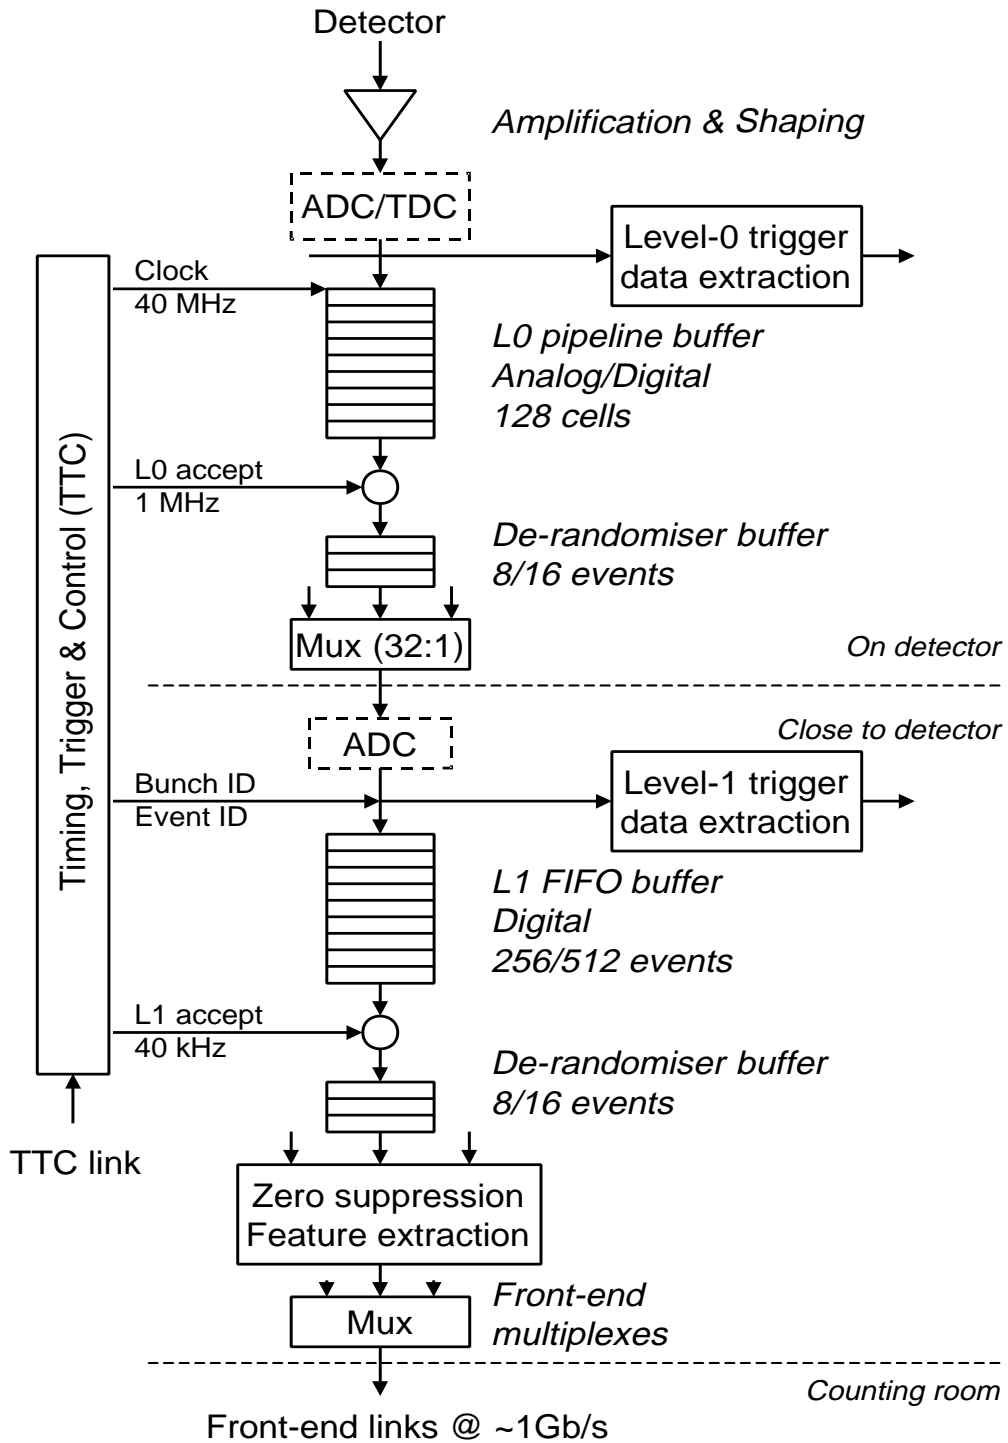 Detector
Amplification & Shaping
ADC/TDC
Level-0 trigger
data extraction
Clock
40 MHz
L0 pipeline buffer
Analog/Digital
128 cells
Timing, Trigger & Control (TTC)
L0 accept
1 MHz
De-randomiser buffer
8/16 events
Mux (32:1)
On detector
Close to detector
ADC
Bunch ID
Event ID
Level-1 trigger
data extraction
L1 FIFO buffer
Digital
256/512 events
L1 accept
40 kHz
De-randomiser buffer
8/16 events
TTC link
Zero suppression
Feature extraction
Mux
Front-end
multiplexes
Counting room
Front-end links @ ~1Gb/s